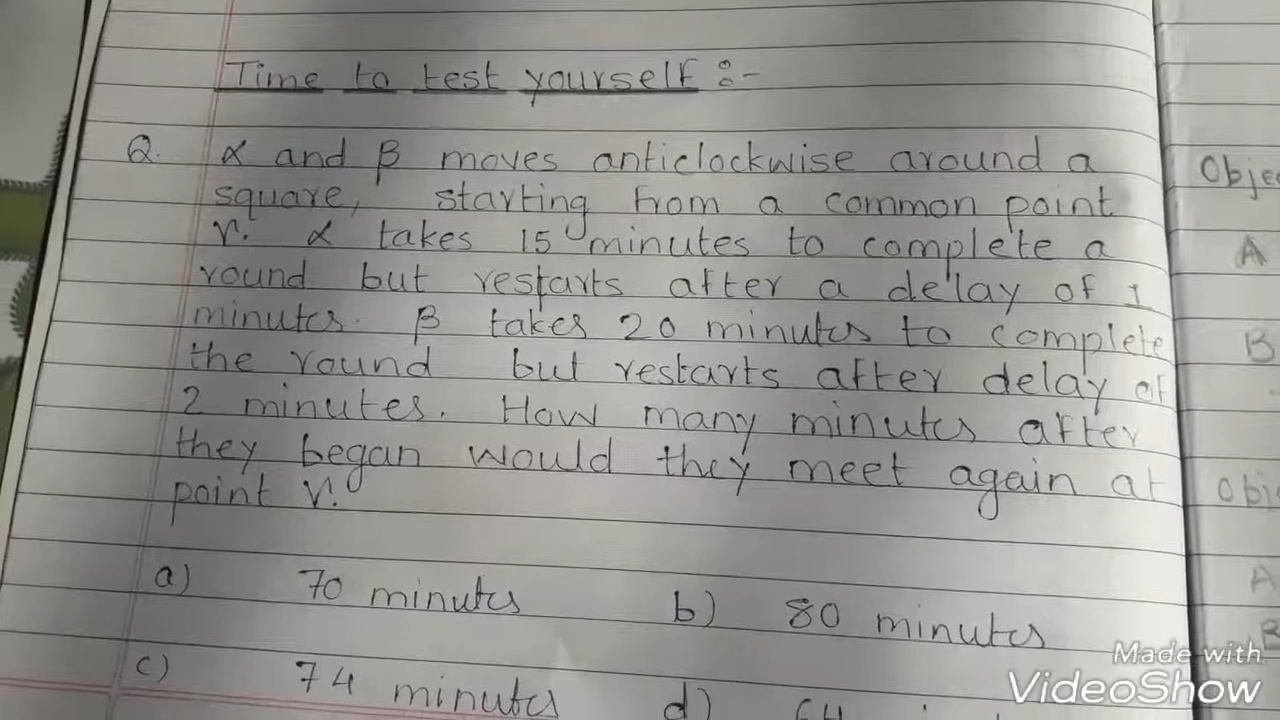 Time to test yourself :-
Q. α and β moves anticlockwise around a
square, starting from a common point
r. α takes 15 minutes to complete a
round but restarts after a delay of 1
minutes. β takes 20 minutes to complete
the round but restarts after delay of
2 minutes. How many minutes after
they began would they meet again at
point r.
a) 70 minutes b) 80 minutes
c) 74 minutes d)
A
B
A
Made with
VideoShow